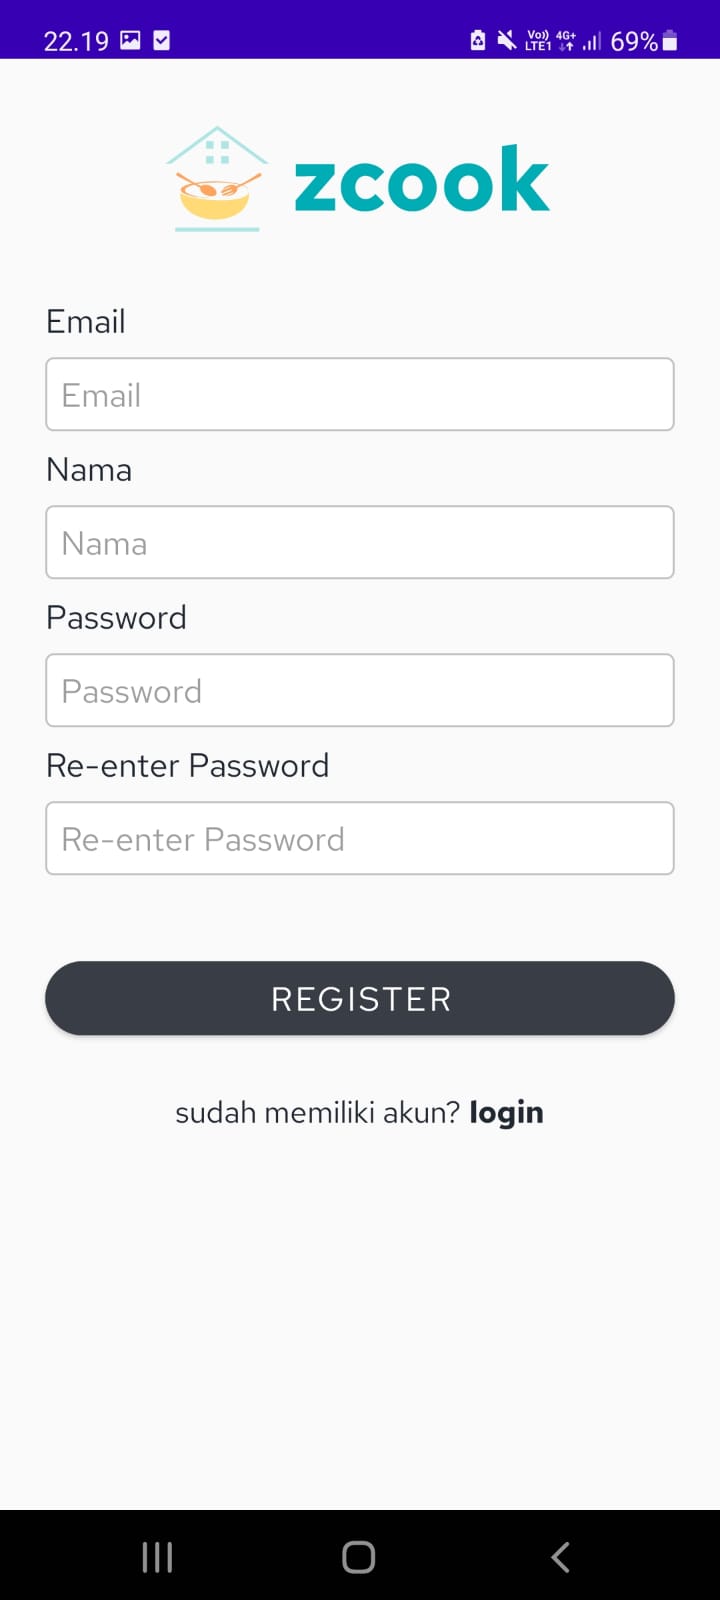 22.19 Vo)) LTE1 4G+ 69%
zcook
Email
Email
Nama
Nama
Password
Password
Re-enter Password
Re-enter Password
REGISTER
sudah memiliki akun? login